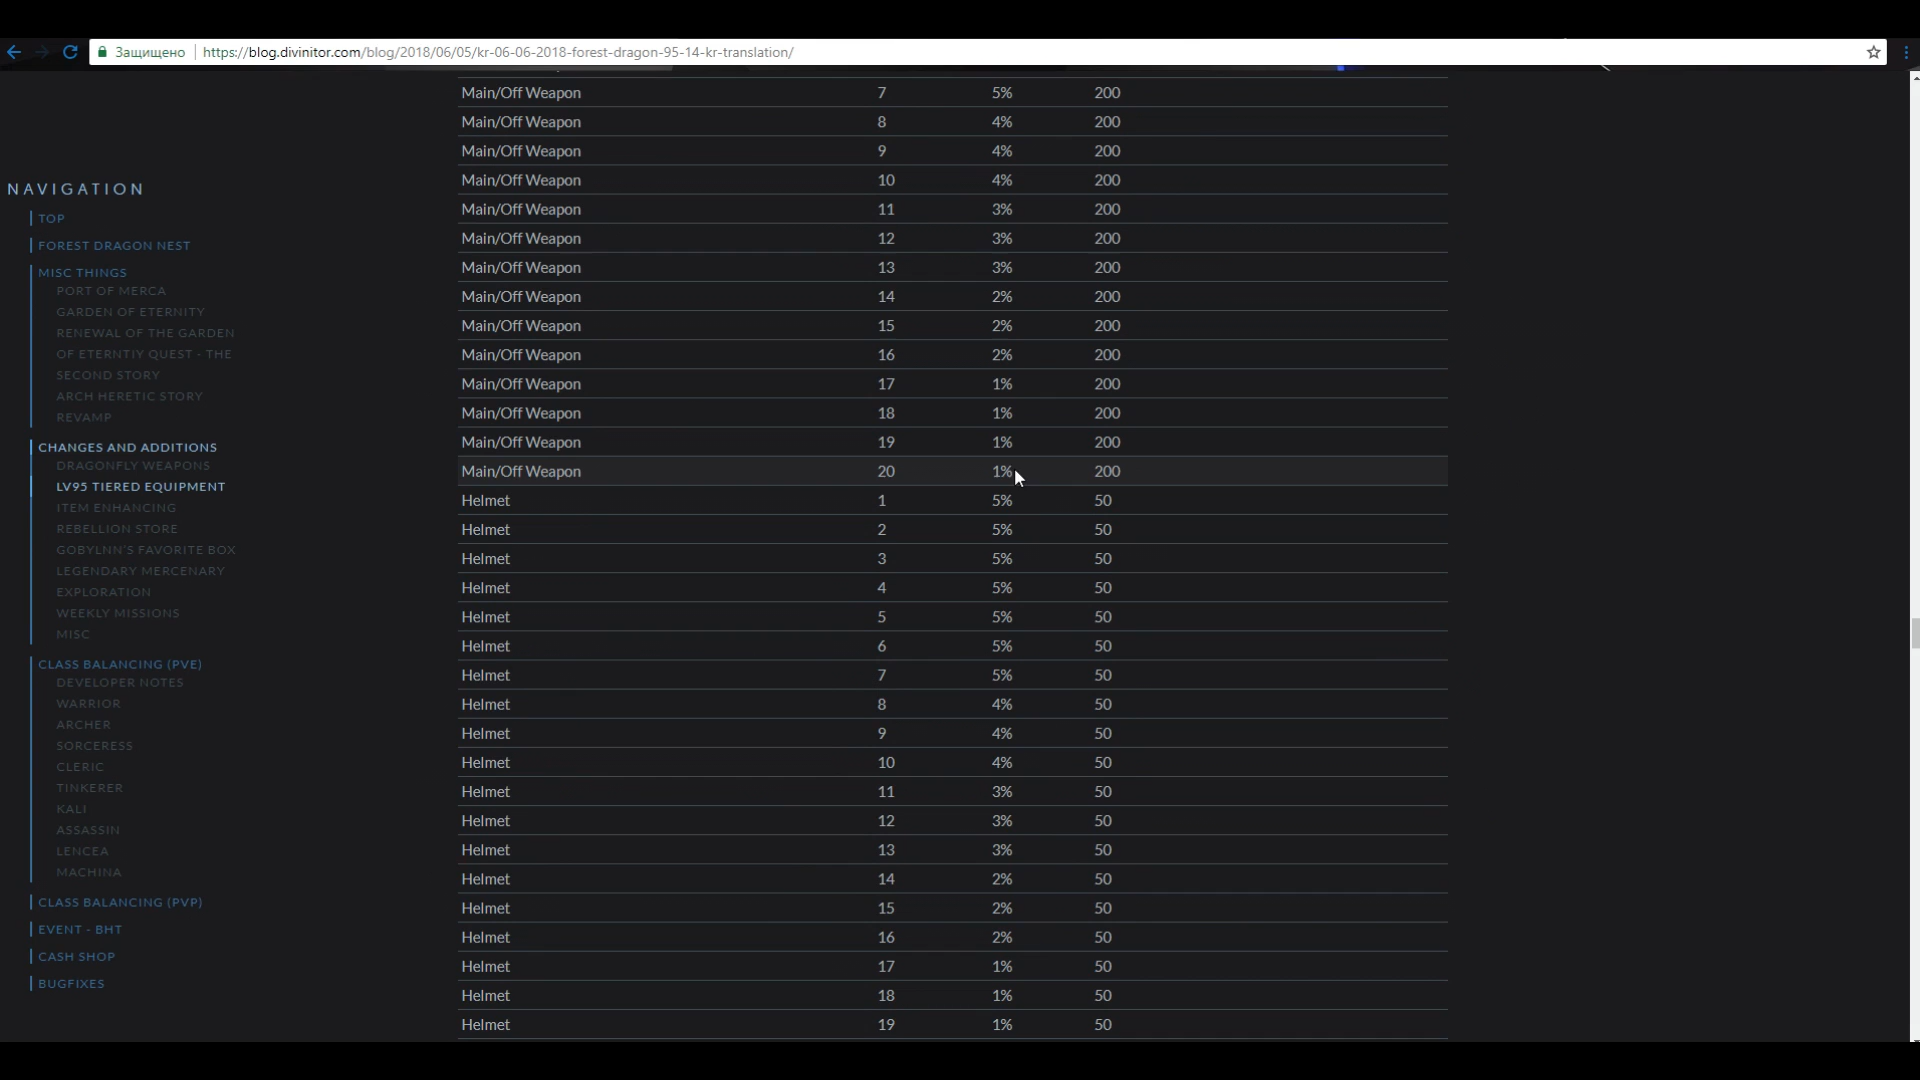 Защищено https://blog.divinitor.com/blog/2018/06/05/kr-06-06-2018-forest-dragon-95-14-kr-translation/
NAVIGATION
TOP
FOREST DRAGON NEST
MISC THINGS
PORT OF MERCA
GARDEN OF ETERNITY
RENEWAL OF THE GARDEN
OF ETERNTIY QUEST - THE
SECOND STORY
ARCH HERETIC STORY
REVAMP
CHANGES AND ADDITIONS
DRAGONFLY WEAPONS
LV95 TIERED EQUIPMENT
ITEM ENHANCING
REBELLION STORE
GOBYLNN'S FAVORITE BOX
LEGENDARY MERCENARY
EXPLORATION
WEEKLY MISSIONS
MISC
CLASS BALANCING (PVE)
DEVELOPER NOTES
WARRIOR
ARCHER
SORCERESS
CLERIC
TINKERER
KALI
ASSASSIN
LENCEA
MACHINA
CLASS BALANCING (PVP)
EVENT - BHT
CASH SHOP
BUGFIXES
Main/Off Weapon 7 5% 200
Main/Off Weapon 8 4% 200
Main/Off Weapon 9 4% 200
Main/Off Weapon 10 4% 200
Main/Off Weapon 11 3% 200
Main/Off Weapon 12 3% 200
Main/Off Weapon 13 3% 200
Main/Off Weapon 14 2% 200
Main/Off Weapon 15 2% 200
Main/Off Weapon 16 2% 200
Main/Off Weapon 17 1% 200
Main/Off Weapon 18 1% 200
Main/Off Weapon 19 1% 200
Main/Off Weapon 20 1% 200
Helmet 1 5% 50
Helmet 2 5% 50
Helmet 3 5% 50
Helmet 4 5% 50
Helmet 5 5% 50
Helmet 6 5% 50
Helmet 7 5% 50
Helmet 8 4% 50
Helmet 9 4% 50
Helmet 10 4% 50
Helmet 11 3% 50
Helmet 12 3% 50
Helmet 13 3% 50
Helmet 14 2% 50
Helmet 15 2% 50
Helmet 16 2% 50
Helmet 17 1% 50
Helmet 18 1% 50
Helmet 19 1% 50